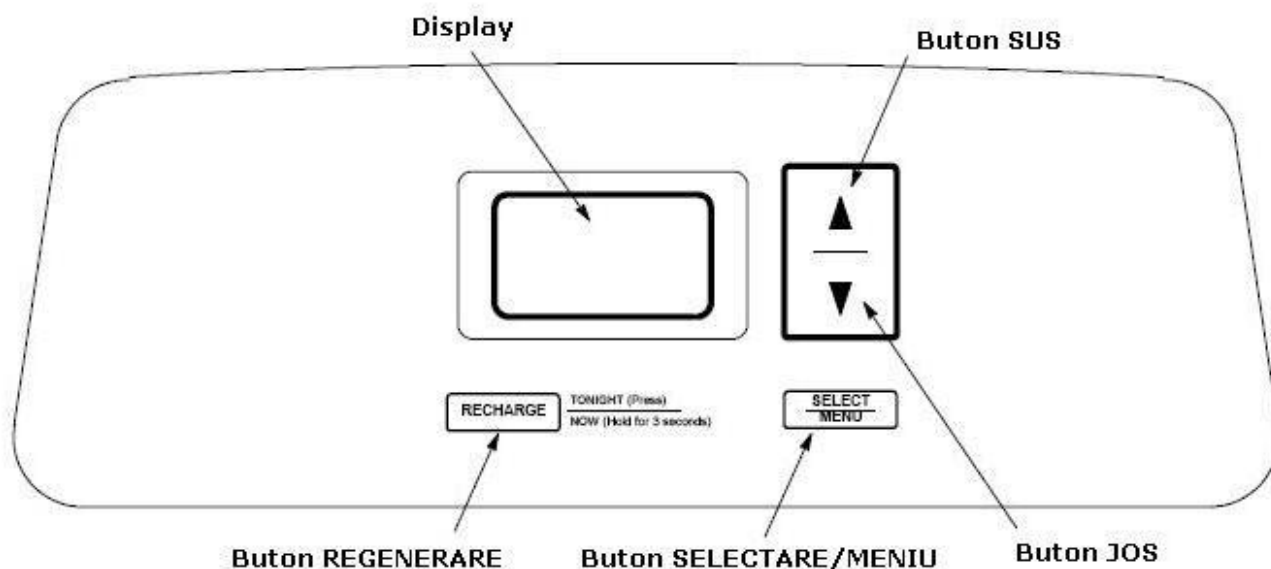 Display
Buton SUS
RECHARGE
TONIGHT (Press)
NOW (Hold for 3 seconds)
SELECT
MENU
Buton REGENERARE
Buton SELECTARE/MENIU
Buton JOS